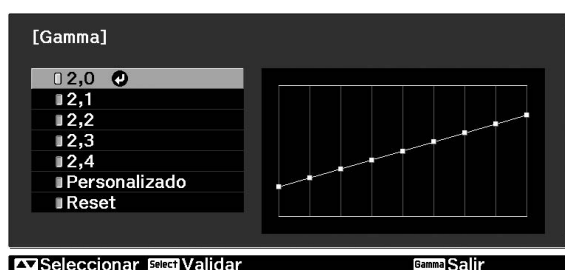 [Gamma]
2,0
2,1
2,2
2,3
2,4
Personalizado
Reset
Seleccionar Select Validar Gamma Salir